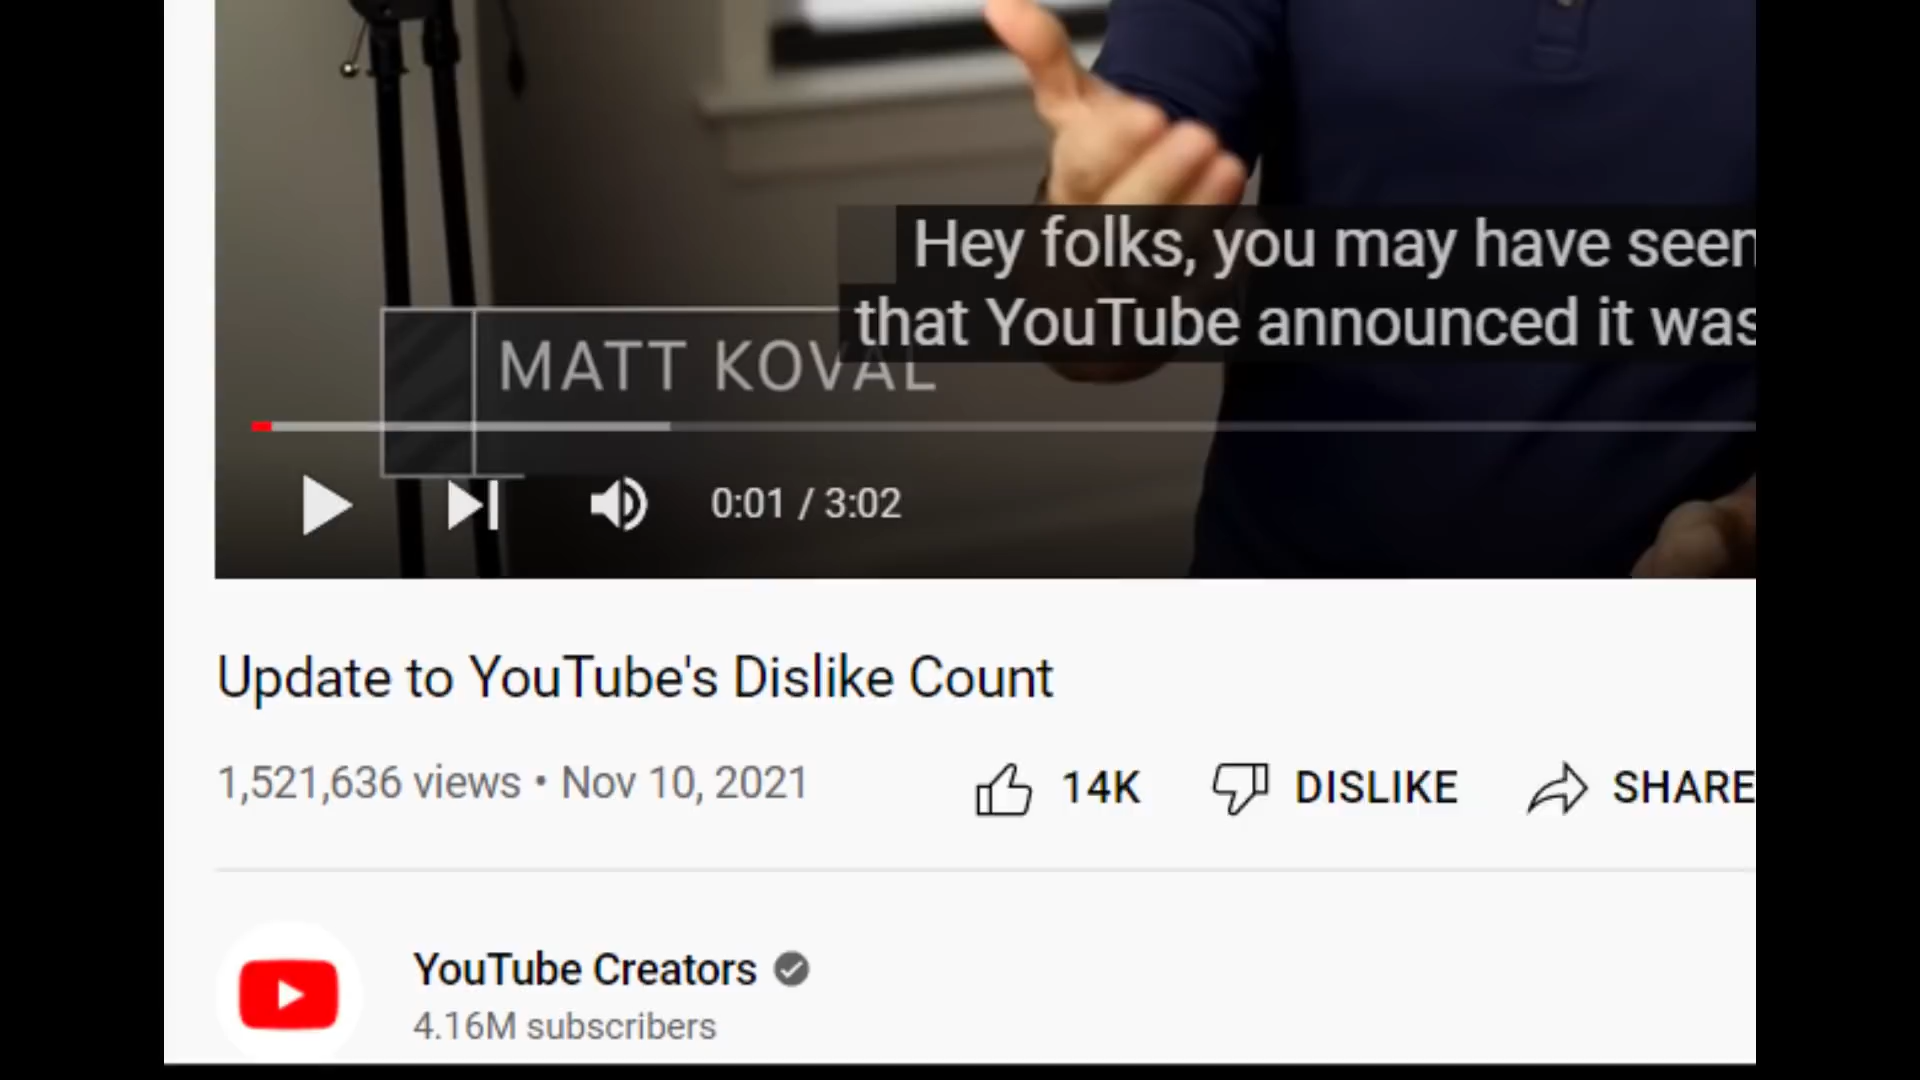 Hey folks, you may have seen
that YouTube announced it was
MATT KOVAL
0:01 / 3:02
Update to YouTube's Dislike Count
1,521,636 views • Nov 10, 2021
14K
DISLIKE
SHARE
YouTube Creators
4.16M subscribers